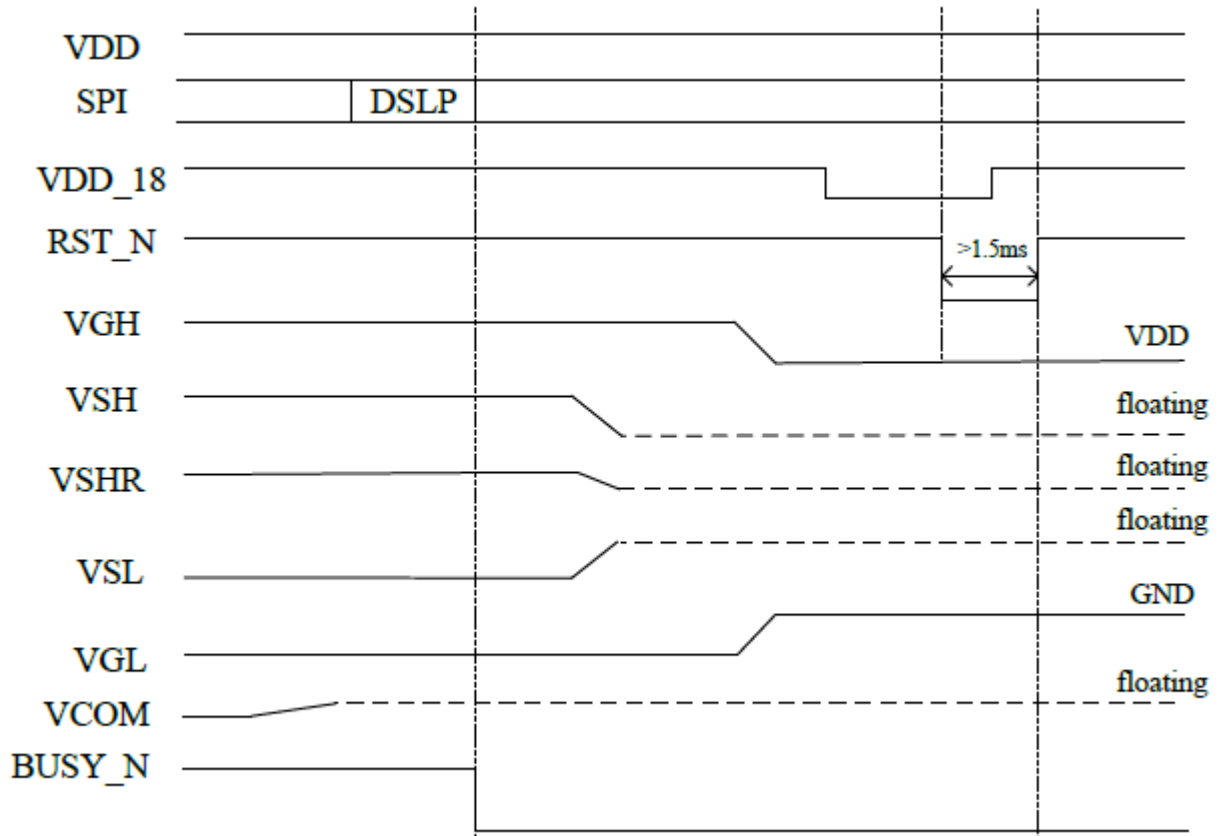 VDD
SPI DSLP
VDD_18
RST_N >1.5ms
VGH VDD
VSH floating
VSHR floating
floating
VSL
GND
VGL
floating
VCOM
BUSY_N